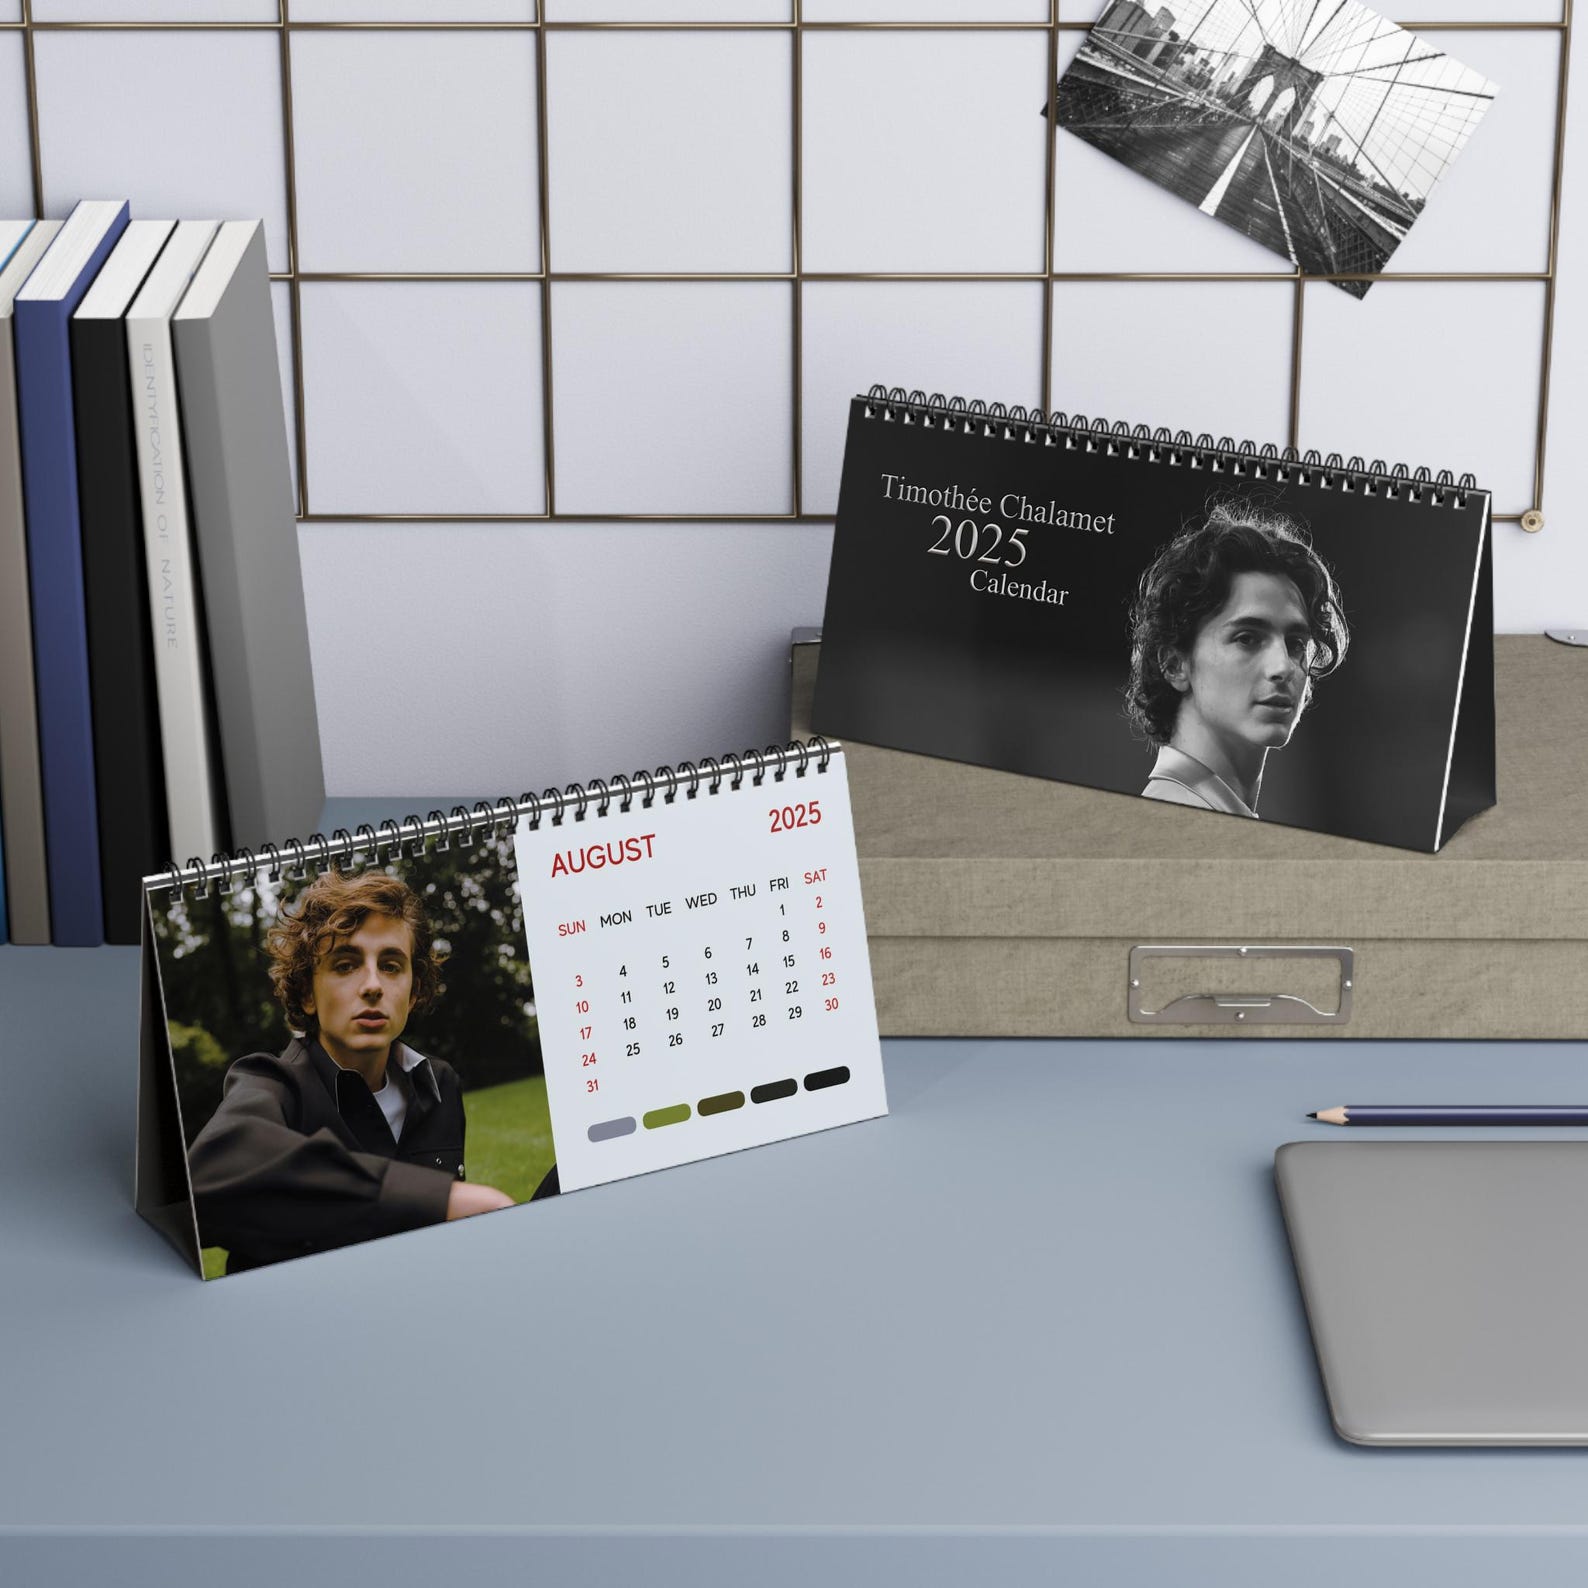 IDENTYFICATION OF NATURE
Timothée Chalamet
2025
Calendar
AUGUST 2025
SUN MON TUE WED THU FRI SAT
1 2
3 4 5 6 7 8 9
10 11 12 13 14 15 16
17 18 19 20 21 22 23
24 25 26 27 28 29 30
31